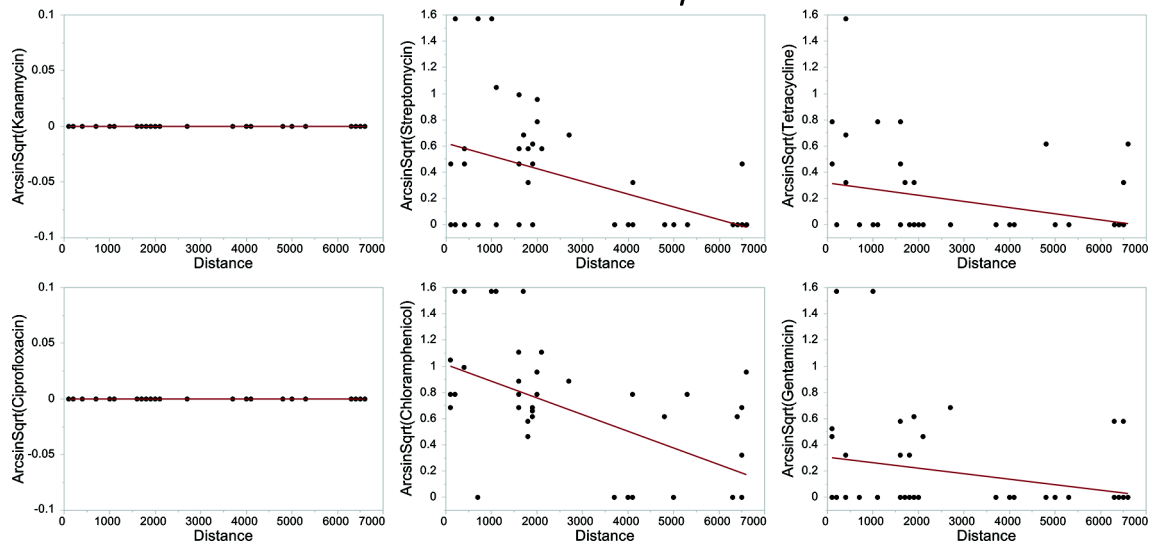 0.1
0.05
0
-0.05
-0.1
ArcsinSqrt(Kanamycin)
0 1000 2000 3000 4000 5000 6000 7000
Distance
1.6
1.4
1.2
1
0.8
0.6
0.4
0.2
0
ArcsinSqrt(Streptomycin)
0 1000 2000 3000 4000 5000 6000 7000
Distance
1.6
1.4
1.2
1
0.8
0.6
0.4
0.2
0
ArcsinSqrt(Tetracycline)
0 1000 2000 3000 4000 5000 6000 7000
Distance
0.1
0.05
0
-0.05
-0.1
ArcsinSqrt(Ciprofloxacin)
0 1000 2000 3000 4000 5000 6000 7000
Distance
1.6
1.4
1.2
1
0.8
0.6
0.4
0.2
0
ArcsinSqrt(Chloramphenicol)
0 1000 2000 3000 4000 5000 6000 7000
Distance
1.6
1.4
1.2
1
0.8
0.6
0.4
0.2
0
ArcsinSqrt(Gentamicin)
0 1000 2000 3000 4000 5000 6000 7000
Distance